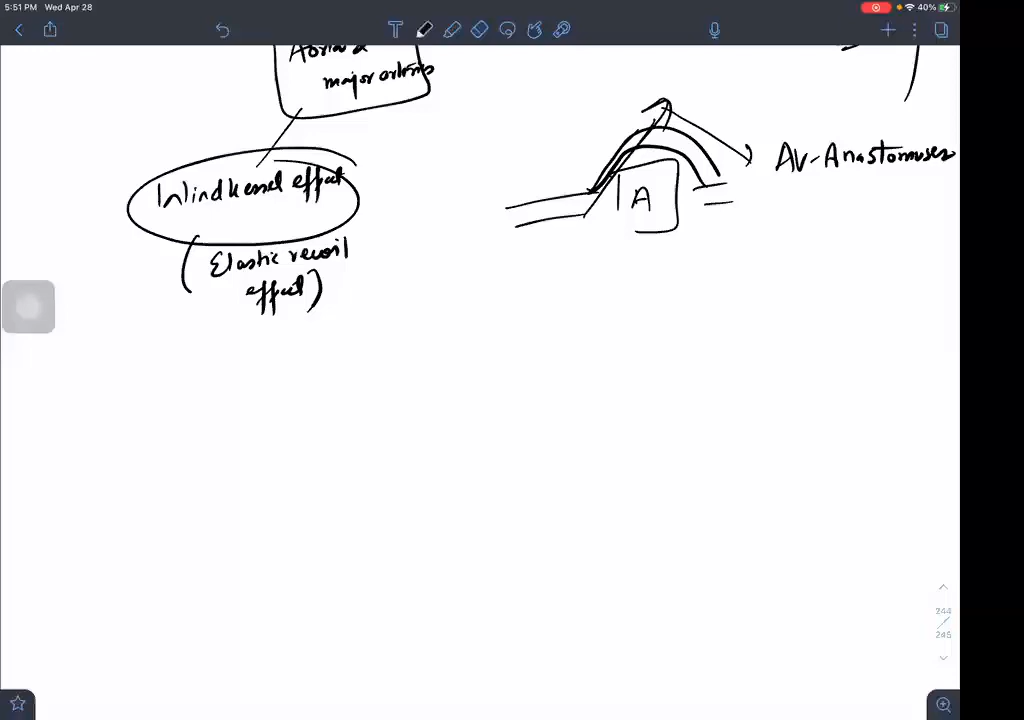 5:51 PM Wed Apr 28
40%
Aorta &
major arteries
Windkessel effect
(Elastic recoil
effect)
A
AV-Anastomoses
244
245